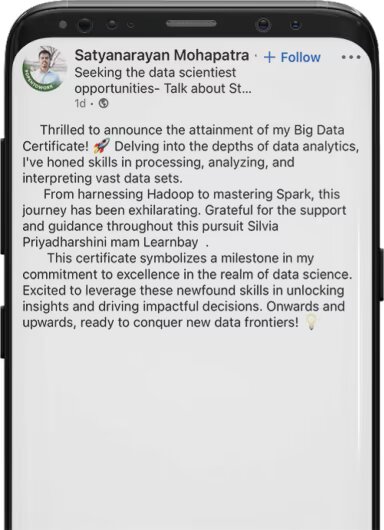 Satyanarayan Mohapatra · + Follow ...
Seeking the data scientiest
opportunities- Talk about St...
1d ·
Thrilled to announce the attainment of my Big Data
Certificate! 🚀 Delving into the depths of data analytics,
I've honed skills in processing, analyzing, and
interpreting vast data sets.
From harnessing Hadoop to mastering Spark, this
journey has been exhilarating. Grateful for the support
and guidance throughout this pursuit Silvia
Priyadharshini mam Learnbay .
This certificate symbolizes a milestone in my
commitment to excellence in the realm of data science.
Excited to leverage these newfound skills in unlocking
insights and driving impactful decisions. Onwards and
upwards, ready to conquer new data frontiers! 💡